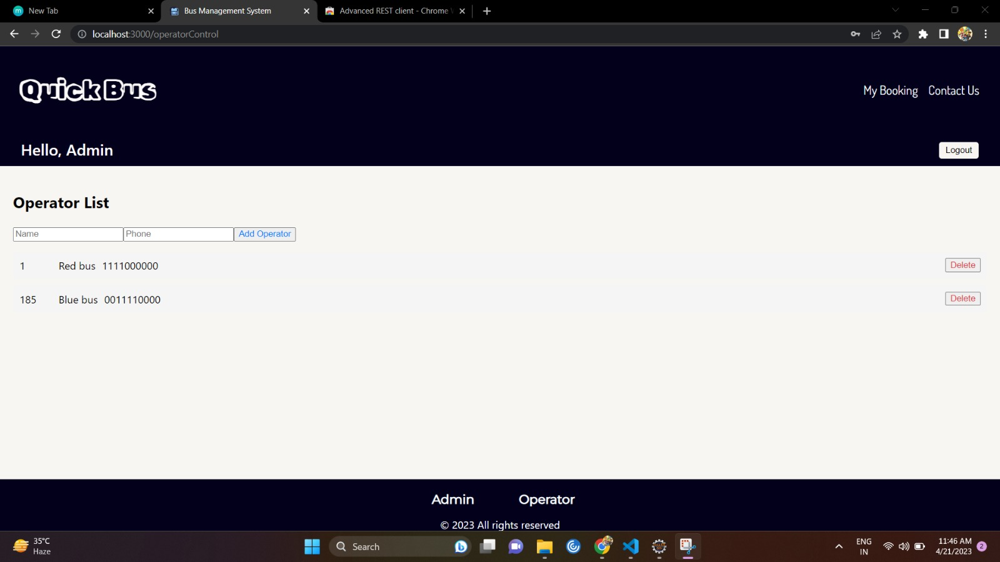 New Tab
Bus Management System
Advanced REST client - Chrome
localhost:3000/operatorControl
Quick Bus
My Booking Contact Us
Hello, Admin
Logout
Operator List
Name Phone Add Operator
1 Red bus 1111000000 Delete
185 Blue bus 0011110000 Delete
Admin Operator
© 2023 All rights reserved
35°C
Haze
Search
ENG
IN
11:46 AM
4/21/2023
2